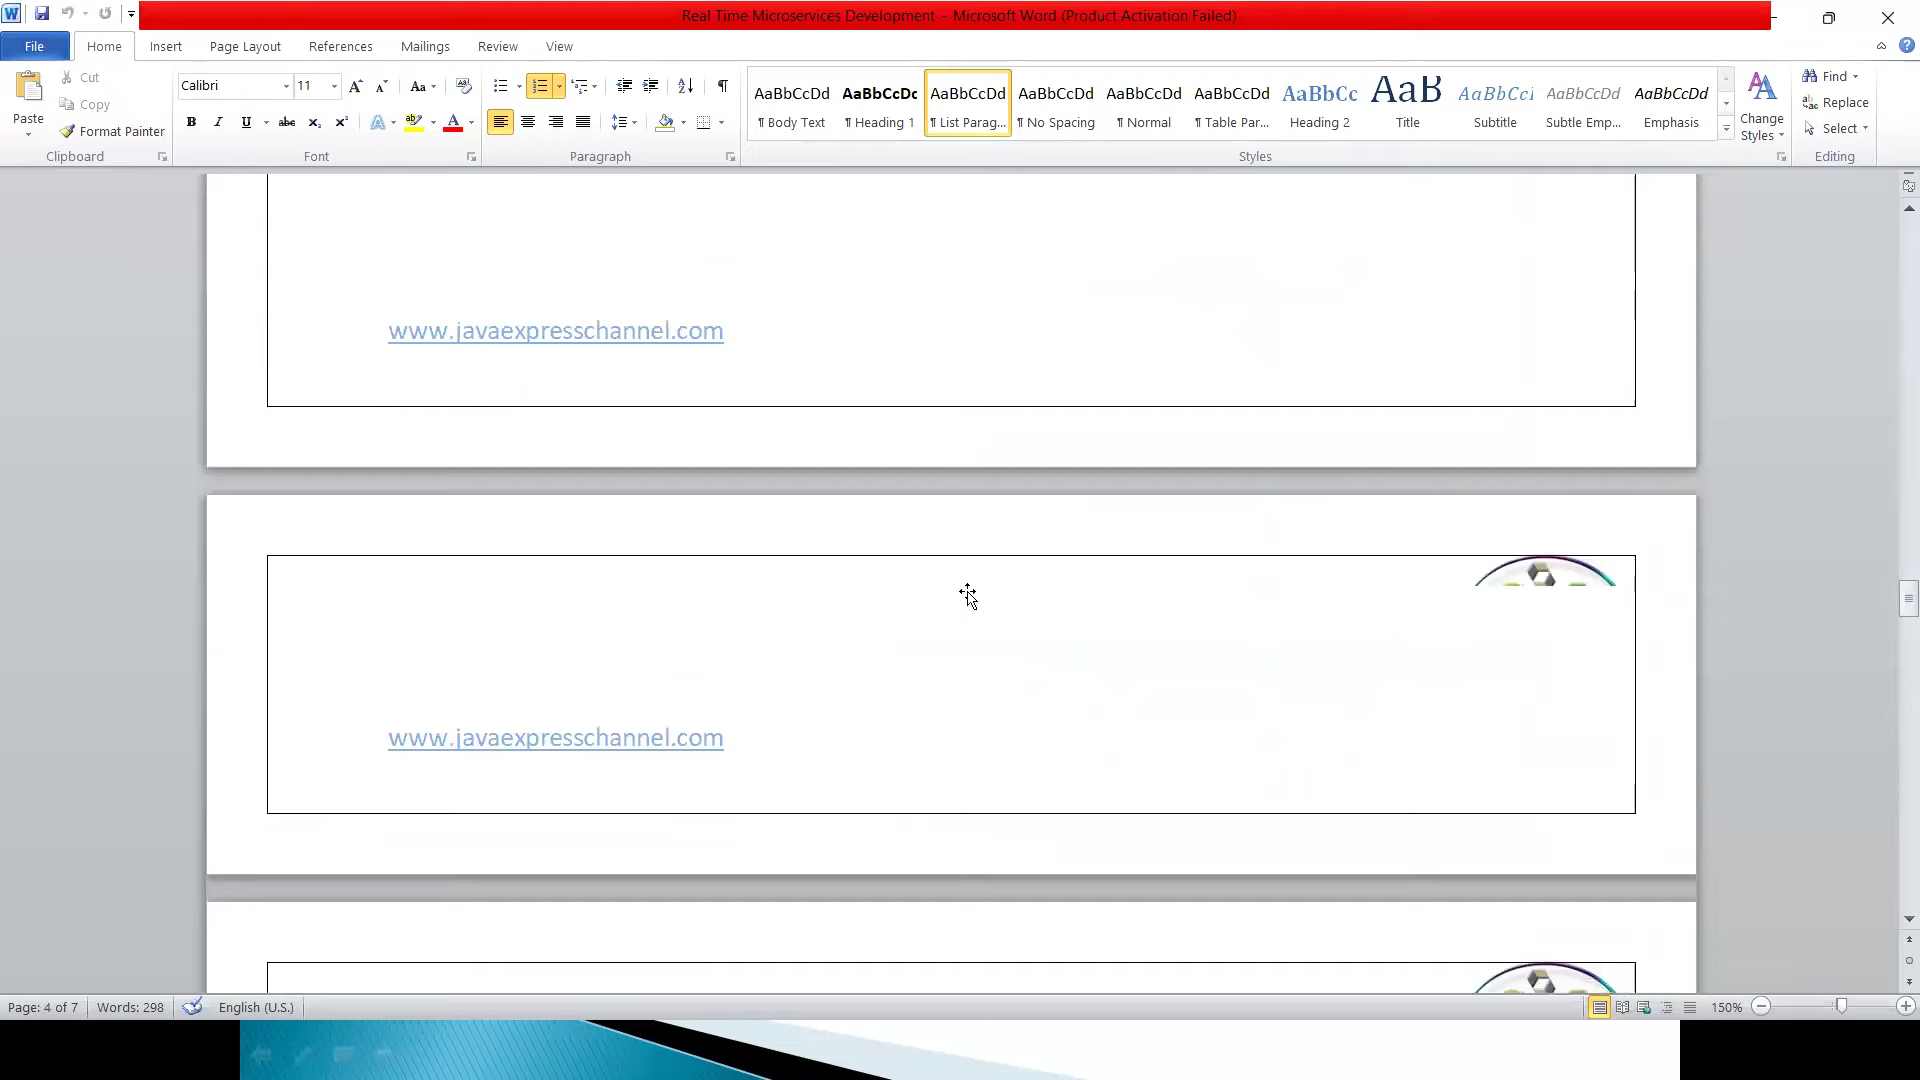 Real Time Microservices Development - Microsoft Word (Product Activation Failed)
File Home Insert Page Layout References Mailings Review View
Paste
Cut
Copy
Format Painter
Clipboard
Calibri 11
Font
Paragraph
AaBbCcDd AaBbCcDc AaBbCcDd AaBbCcDd AaBbCcDd AaBbCcDd AaBbCc AaB AaBbCcI AaBbCcDd AaBbCcDd
¶ Body Text ¶ Heading 1 ¶ List Parag... ¶ No Spacing ¶ Normal ¶ Table Par... Heading 2 Title Subtitle Subtle Emp... Emphasis
Styles
Change Styles
Find
Replace
Select
Editing
www.javaexpresschannel.com
www.javaexpresschannel.com
Page: 4 of 7 Words: 298 English (U.S.) 150%